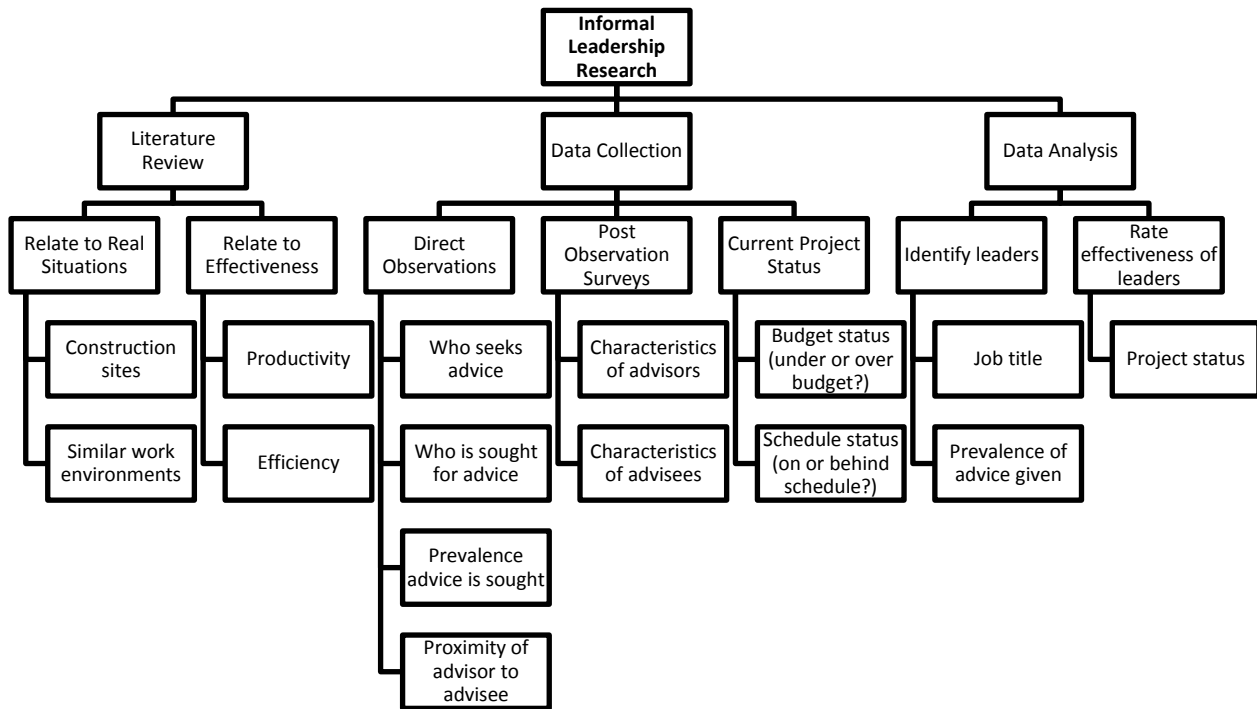 Informal
Leadership
Research
Literature
Review
Data Collection
Data Analysis
Relate to Real
Situations
Relate to
Effectiveness
Direct
Observations
Post
Observation
Surveys
Current Project
Status
Identify leaders
Rate
effectiveness of
leaders
Construction
sites
Productivity
Who seeks
advice
Characteristics
of advisors
Budget status
(under or over
budget?)
Job title
Project status
Similar work
environments
Efficiency
Who is sought
for advice
Characteristics
of advisees
Schedule status
(on or behind
schedule?)
Prevalence of
advice given
Prevalence
advice is sought
Proximity of
advisor to
advisee